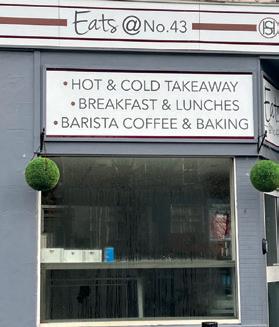 Eats @ No. 43
• HOT & COLD TAKEAWAY
• BREAKFAST & LUNCHES
• BARISTA COFFEE & BAKING